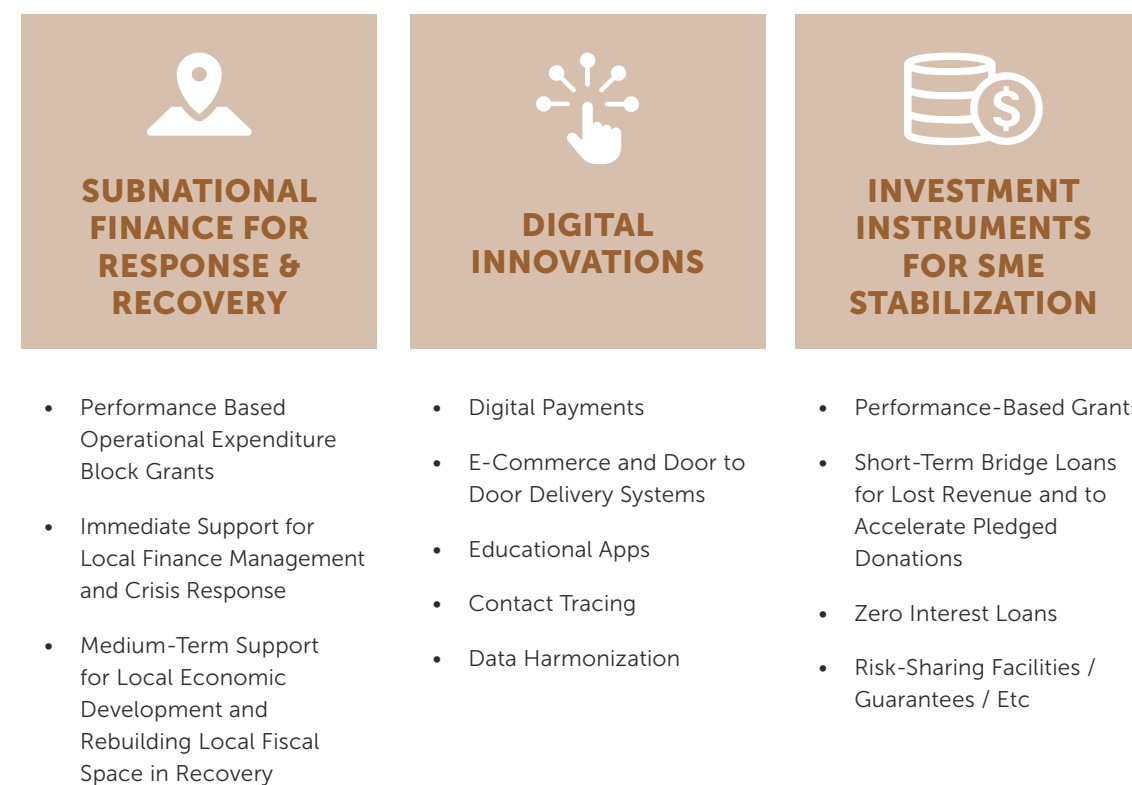 SUBNATIONAL
FINANCE FOR
RESPONSE &
RECOVERY
• Performance Based
Operational Expenditure
Block Grants
• Immediate Support for
Local Finance Management
and Crisis Response
• Medium-Term Support
for Local Economic
Development and
Rebuilding Local Fiscal
Space in Recovery
DIGITAL
INNOVATIONS
• Digital Payments
• E-Commerce and Door to
Door Delivery Systems
• Educational Apps
• Contact Tracing
• Data Harmonization
$
INVESTMENT
INSTRUMENTS
FOR SME
STABILIZATION
• Performance-Based Grants
• Short-Term Bridge Loans
for Lost Revenue and to
Accelerate Pledged
Donations
• Zero Interest Loans
• Risk-Sharing Facilities /
Guarantees / Etc